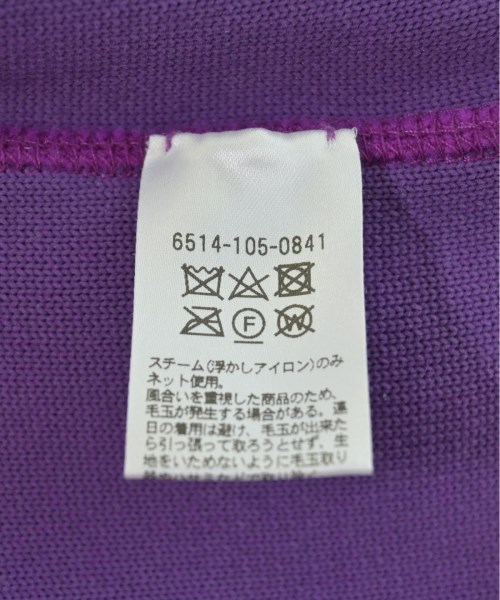 6514-105-0841
F
W
スチーム(浮かしアイロン)のみ
ネット使用。
風合いを重視した商品のため、
毛玉が発生する場合がある。連
日の着用は避け、毛玉が出来た
ら引っ張って取ろうとせず、生
地をいためないように毛玉取り